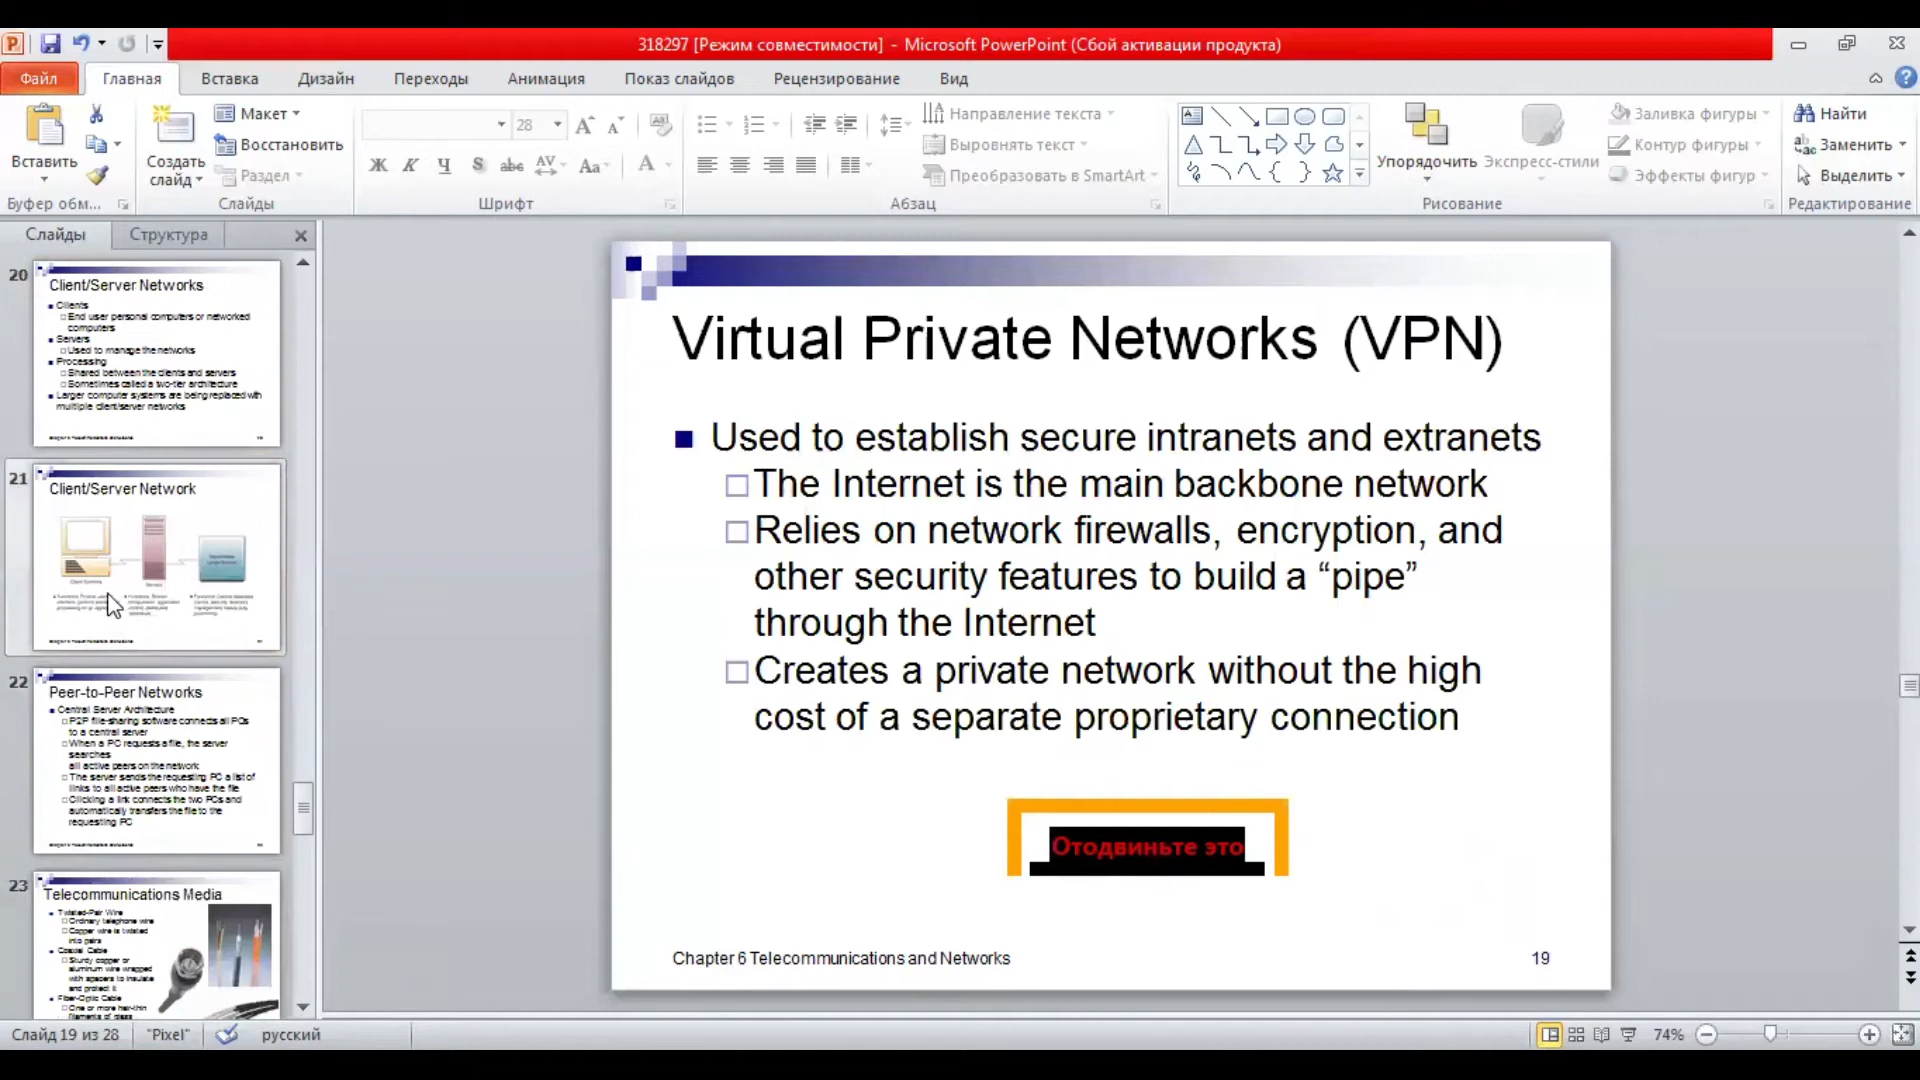 318297 [Режим совместимости] - Microsoft PowerPoint (Сбой активации продукта)
Файл
Главная
Вставка
Дизайн
Переходы
Анимация
Показ слайдов
Рецензирование
Вид
Вставить
Буфер обм...
Создать
слайд
Макет
Восстановить
Раздел
Слайды
28
Ж К Ч S abc AV Aa A
Шрифт
Направление текста
Выровнять текст
Преобразовать в SmartArt
Абзац
Упорядочить
Экспресс-стили
Заливка фигуры
Контур фигуры
Эффекты фигур
Рисование
Найти
Заменить
Выделить
Редактирование
Слайды
Структура
20
Client/Server Networks
Clients
End user personal computers or networked
computers
Servers
Used to manage the networks
Processing
Shared between the clients and servers
Sometimes called a two-tier architecture
Larger computer systems are being replaced with
multiple client/server networks
21
Client/Server Network
22
Peer-to-Peer Networks
Central Server Architecture
P2P file-sharing software connects all PCs
to a central server
When a PC requests a file, the server
searches
all active peers on the network
The server sends the requesting PC a list of
links to all active peers who have the file
Clicking a link connects the two PCs and
automatically transfers the file to the
requesting PC
23
Telecommunications Media
Twisted-Pair Wire
Ordinary telephone wire
Copper wire is twisted
into pairs
Coaxial Cable
Sturdy copper or
aluminum wire wrapped
with spacers to insulate
and protect it
Fiber-Optic Cable
One or more hair-thin
filaments of glass
Virtual Private Networks (VPN)
Used to establish secure intranets and extranets
The Internet is the main backbone network
Relies on network firewalls, encryption, and
other security features to build a “pipe”
through the Internet
Creates a private network without the high
cost of a separate proprietary connection
Отодвиньте это
Chapter 6 Telecommunications and Networks
19
Слайд 19 из 28
"Pixel"
русский
74%